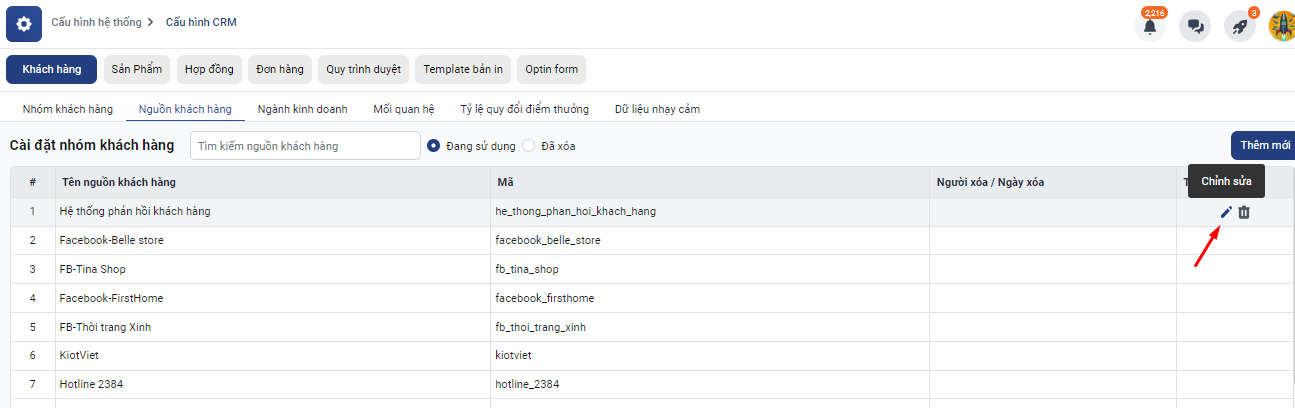 Cấu hình hệ thống > Cấu hình CRM
2,216
3
Khách hàng Sản Phẩm Hợp đồng Đơn hàng Quy trình duyệt Template bản in Optin form
Nhóm khách hàng Nguồn khách hàng Ngành kinh doanh Mối quan hệ Tỷ lệ quy đổi điểm thưởng Dữ liệu nhạy cảm
Cài đặt nhóm khách hàng Tìm kiếm nguồn khách hàng Đang sử dụng Đã xóa Thêm mới
Chỉnh sửa
# Tên nguồn khách hàng Mã Người xóa / Ngày xóa
1 Hệ thống phản hồi khách hàng he_thong_phan_hoi_khach_hang
2 Facebook-Belle store facebook_belle_store
3 FB-Tina Shop fb_tina_shop
4 Facebook-FirstHome facebook_firsthome
5 FB-Thời trang Xinh fb_thoi_trang_xinh
6 KiotViet kiotviet
7 Hotline 2384 hotline_2384